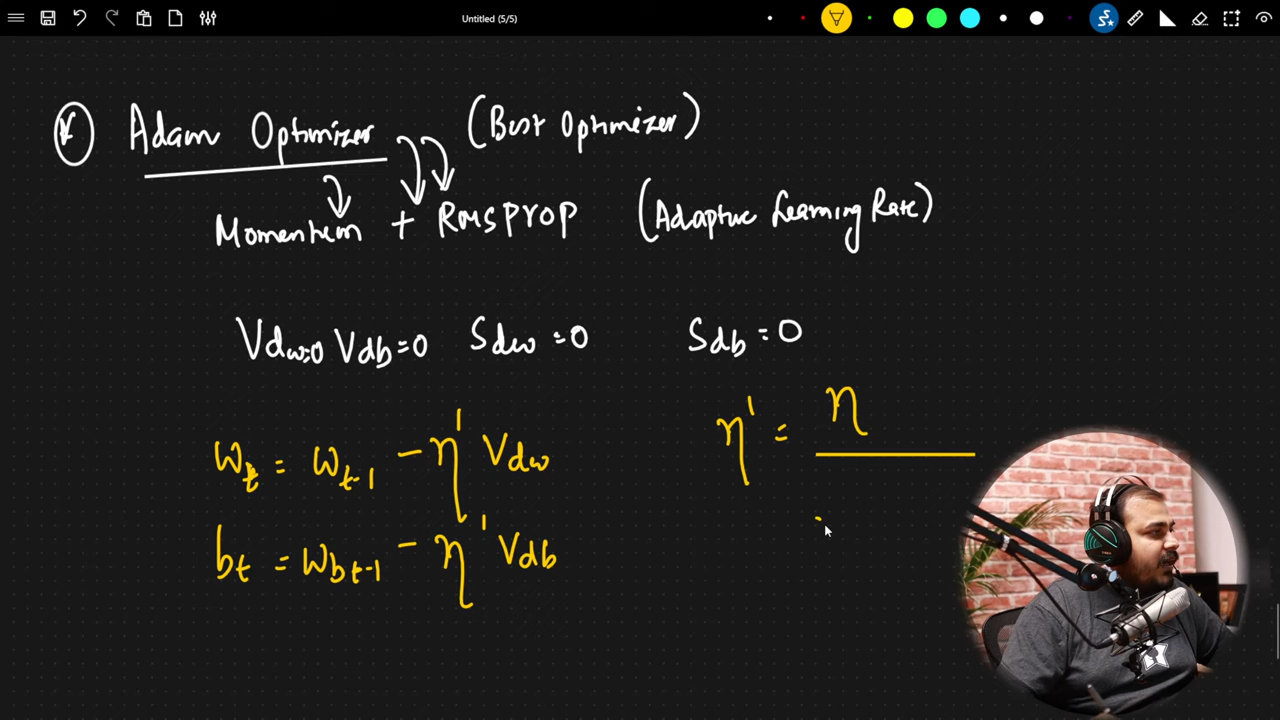 Untitled (5/5)
Adam Optimizer (Best Optimizer)
Momentum + RMSPROP (Adaptive Learning Rate)
Vdw=0 Vdb=0 Sdw=0 Sdb=0
η' = η
Wt = Wt-1 - η' Vdw
bt = Wbt-1 - η' Vdb